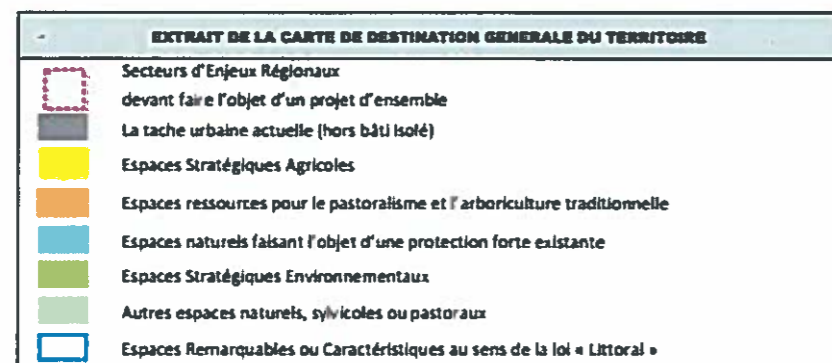 EXTRAIT DE LA CARTE DE DESTINATION GENERALE DU TERRITOIRE
Secteurs d'Enjeux Régionaux
devant faire l'objet d'un projet d'ensemble
La tache urbaine actuelle (hors bâti isolé)
Espaces Stratégiques Agricoles
Espaces ressources pour le pastoralisme et l'arboriculture traditionnelle
Espaces naturels faisant l'objet d'une protection forte existante
Espaces Stratégiques Environnementaux
Autres espaces naturels, sylvicoles ou pastoraux
Espaces Remarquables ou Caractéristiques au sens de la loi « Littoral »